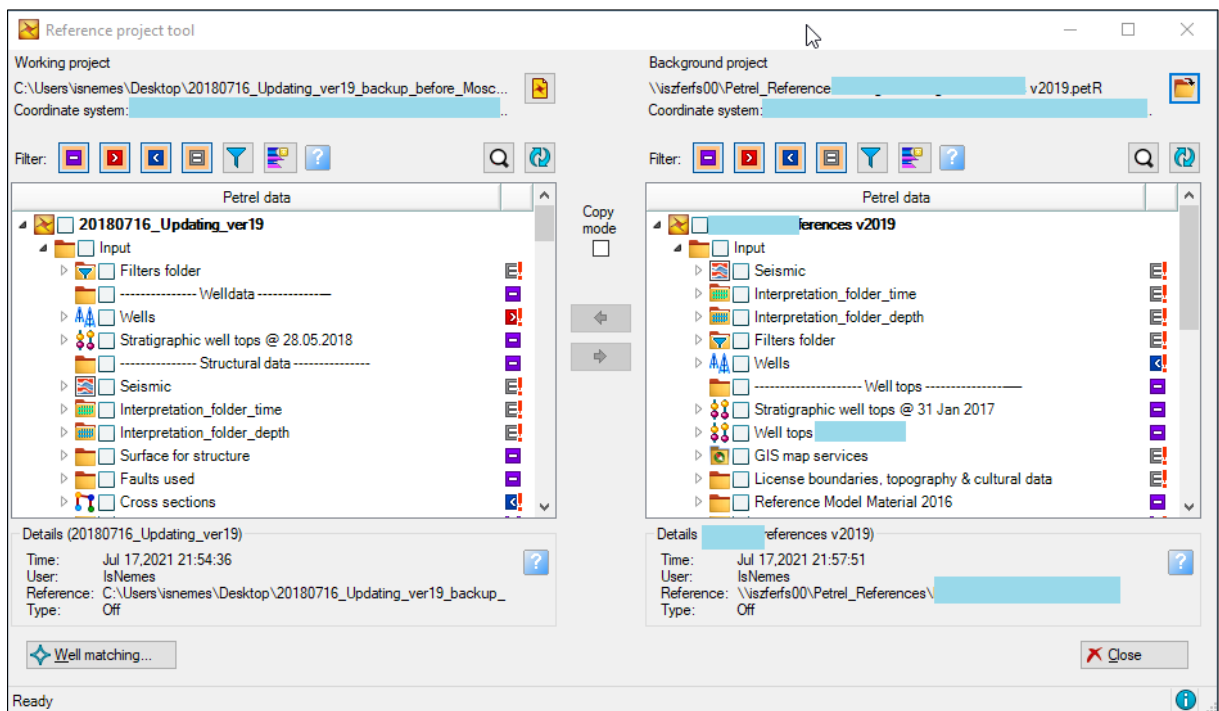 Reference project tool
Working project
C:\Users\isnemes\Desktop\20180716_Updating_ver19_backup_before_Mosc...
Coordinate system:
..
Filter:
Petrel data
20180716_Updating_ver19
Input
Filters folder
--------------- Welldata --------------
Wells
Stratigraphic well tops @ 28.05.2018
--------------- Structural data ---------------
Seismic
Interpretation_folder_time
Interpretation_folder_depth
Surface for structure
Faults used
Cross sections
Details (20180716_Updating_ver19)
Time: Jul 17,2021 21:54:36
User: IsNemes
Reference: C:\Users\isnemes\Desktop\20180716_Updating_ver19_backup_
Type: Off
Well matching...
Copy
mode
Background project
\\iszferfs00\Petrel_Reference v2019.petR
Coordinate system:
.
Filter:
Petrel data
ferences v2019
Input
Seismic
Interpretation_folder_time
Interpretation_folder_depth
Filters folder
Wells
--------------------- Well tops -------------------
Stratigraphic well tops @ 31 Jan 2017
Well tops
GIS map services
License boundaries, topography & cultural data
Reference Model Material 2016
Details eferences v2019)
Time: Jul 17,2021 21:57:51
User: IsNemes
Reference: \\iszferfs00\Petrel_References\
Type: Off
Close
Ready